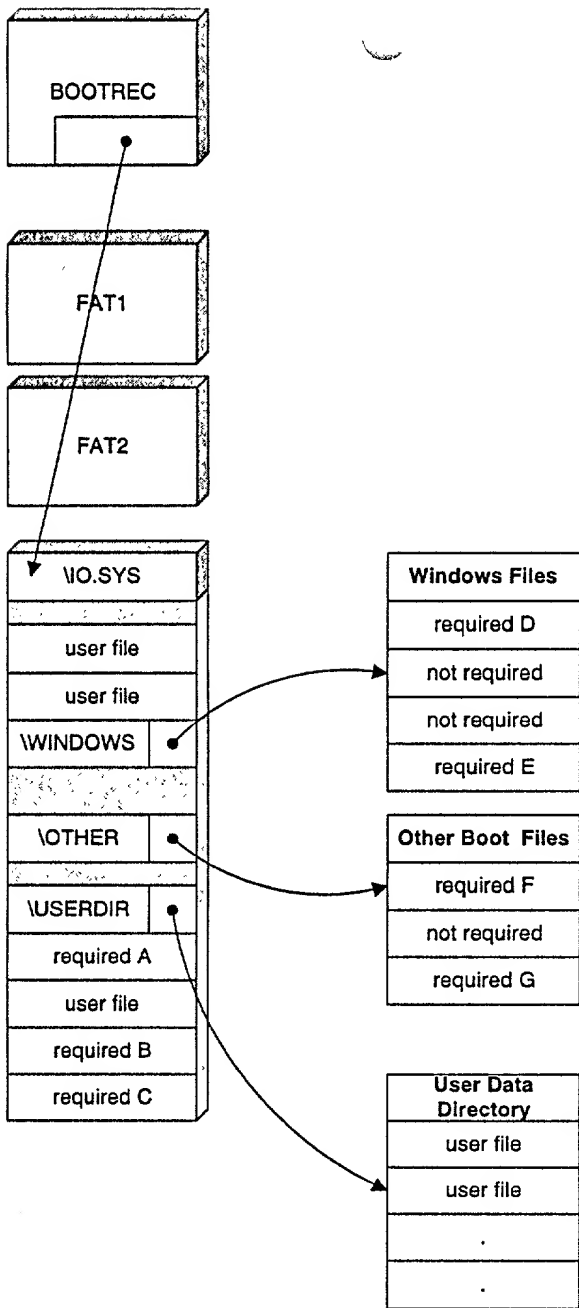 BOOTREC
FAT1
FAT2
\IO.SYS
user file
user file
\WINDOWS
\OTHER
\USERDIR
required A
user file
required B
required C
Windows Files
required D
not required
not required
required E
Other Boot Files
required F
not required
required G
User Data
Directory
user file
user file
.
.